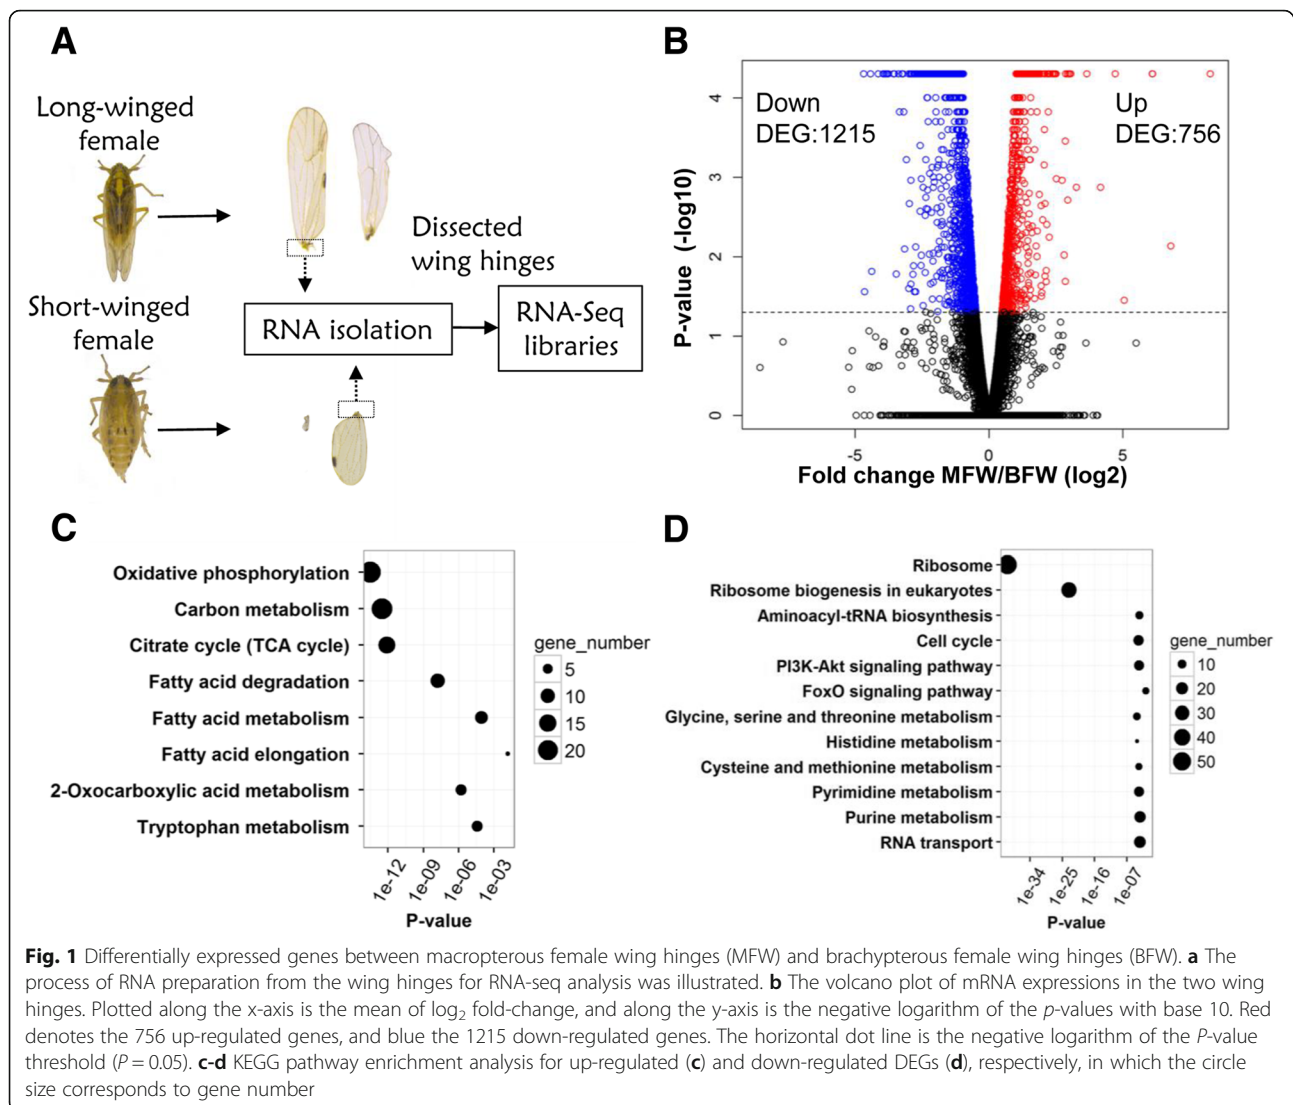 A
Long-winged
female
Short-winged
female
Dissected
wing hinges
RNA isolation
RNA-Seq
libraries
B
Down
DEG:1215
Up
DEG:756
P-value (-log10)
4
3
2
1
0
-5
0
5
Fold change MFW/BFW (log2)
C
Oxidative phosphorylation
Carbon metabolism
Citrate cycle (TCA cycle)
Fatty acid degradation
Fatty acid metabolism
Fatty acid elongation
2-Oxocarboxylic acid metabolism
Tryptophan metabolism
1e-12
1e-09
1e-06
1e-03
P-value
gene_number
5
10
15
20
D
Ribosome
Ribosome biogenesis in eukaryotes
Aminoacyl-tRNA biosynthesis
Cell cycle
PI3K-Akt signaling pathway
FoxO signaling pathway
Glycine, serine and threonine metabolism
Histidine metabolism
Cysteine and methionine metabolism
Pyrimidine metabolism
Purine metabolism
RNA transport
1e-34
1e-25
1e-16
1e-07
P-value
gene_number
10
20
30
40
50
Fig. 1 Differentially expressed genes between macropterous female wing hinges (MFW) and brachypterous female wing hinges (BFW). a The
process of RNA preparation from the wing hinges for RNA-seq analysis was illustrated. b The volcano plot of mRNA expressions in the two wing
hinges. Plotted along the x-axis is the mean of log2 fold-change, and along the y-axis is the negative logarithm of the p-values with base 10. Red
denotes the 756 up-regulated genes, and blue the 1215 down-regulated genes. The horizontal dot line is the negative logarithm of the P-value
threshold (P = 0.05). c-d KEGG pathway enrichment analysis for up-regulated (c) and down-regulated DEGs (d), respectively, in which the circle
size corresponds to gene number